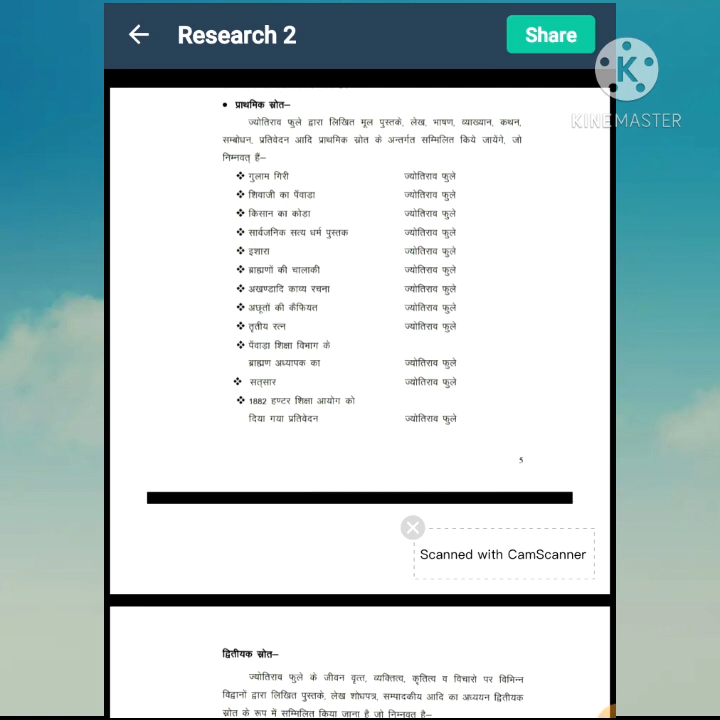 Research 2
Share
K
KINEMASTER
• प्राथमिक स्रोत–
ज्योतिराव फुले द्वारा लिखित मूल पुस्तकें, लेख, भाषण, व्याख्यान, कथन,
सम्बोधन, प्रतिवेदन आदि प्राथमिक स्रोत के अन्तर्गत सम्मिलित किये जायेंगे, जो
निम्नवत् हैं–
❖ गुलाम गिरी ज्योतिराव फुले
❖ शिवाजी का पँवाडा ज्योतिराव फुले
❖ किसान का कोडा ज्योतिराव फुले
❖ सार्वजनिक सत्य धर्म पुस्तक ज्योतिराव फुले
❖ इशारा ज्योतिराव फुले
❖ ब्राह्मणों की चालाकी ज्योतिराव फुले
❖ अखण्डादि काव्य रचना ज्योतिराव फुले
❖ अछूतों की कैफियत ज्योतिराव फुले
❖ तृतीय रत्न ज्योतिराव फुले
❖ पँवाडा शिक्षा विभाग के
ब्राह्मण अध्यापक का ज्योतिराव फुले
❖ सत्सार ज्योतिराव फुले
❖ 1882 हण्टर शिक्षा आयोग को
दिया गया प्रतिवेदन ज्योतिराव फुले
5
Scanned with CamScanner
द्वितीयक स्रोत–
ज्योतिराव फुले के जीवन वृत्त, व्यक्तित्व, कृतित्व व विचारो पर विभिन्न
विद्वानों द्वारा लिखित पुस्तकें, लेख शोधपत्र, सम्पादकीय आदि का अध्ययन द्वितीयक
स्रोत के रूप में सम्मिलित किया जाना है जो निम्नवत है–